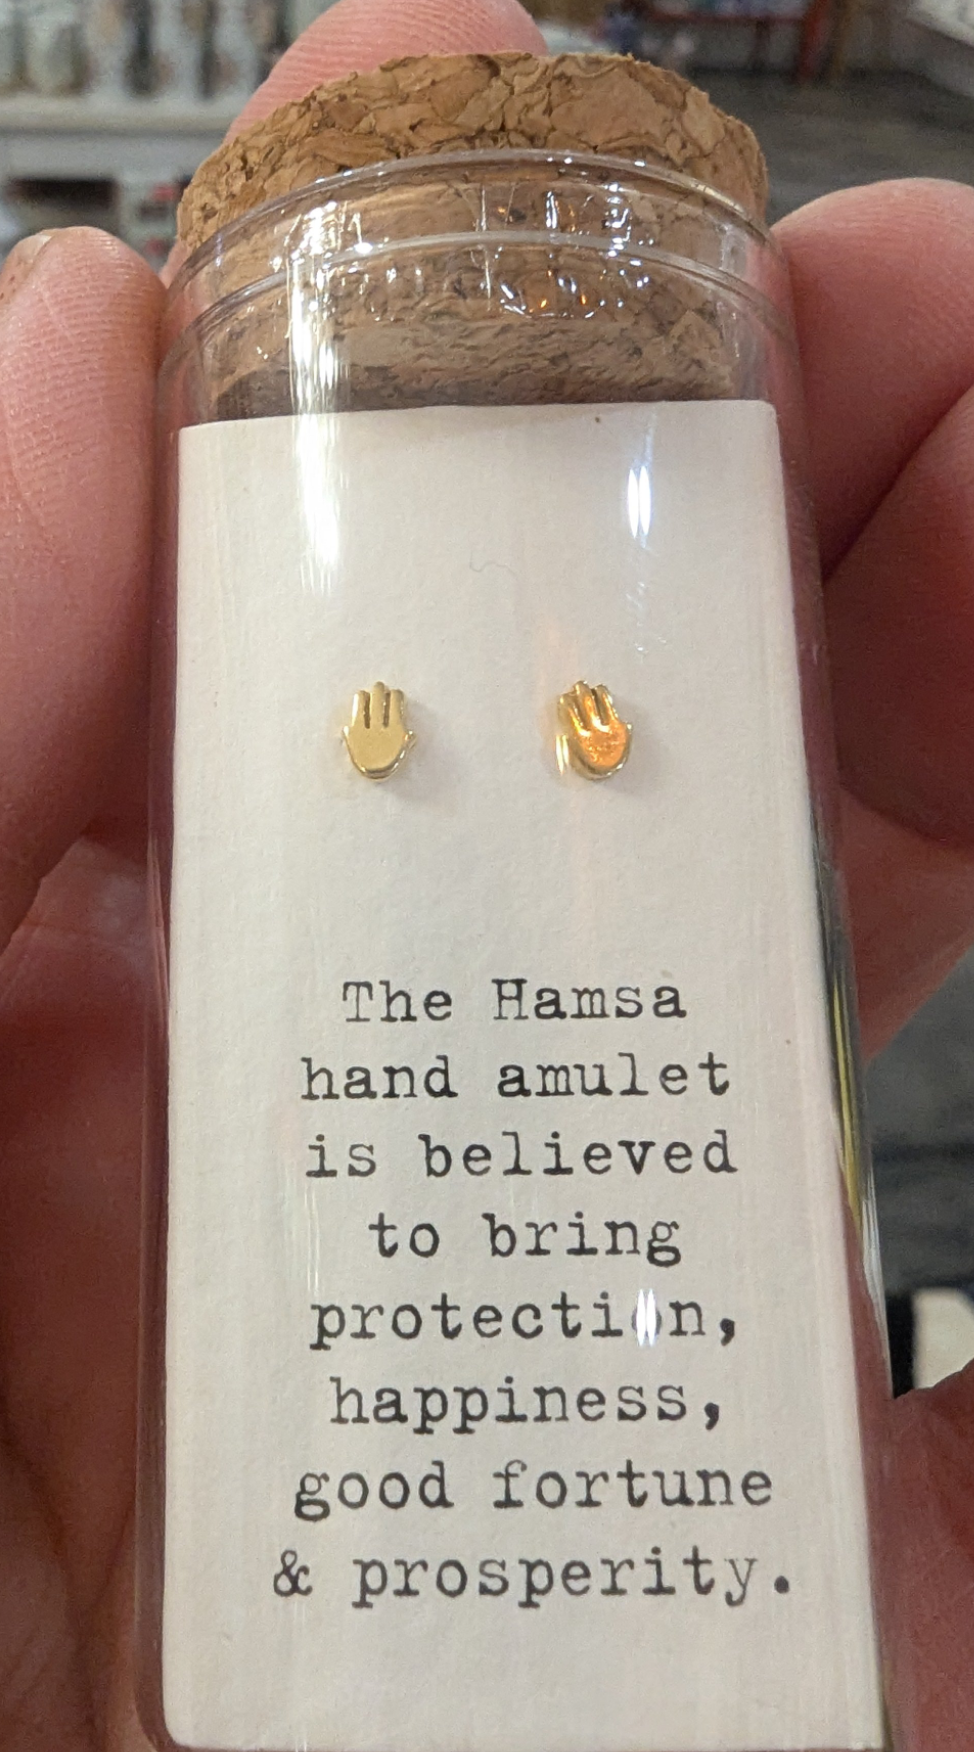 The Hamsa
hand amulet
is believed
to bring
protection,
happiness,
good fortune
& prosperity.